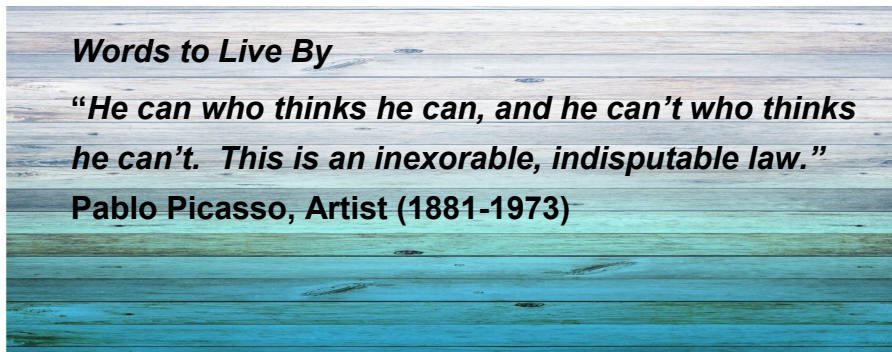 Words to Live By
“He can who thinks he can, and he can’t who thinks
he can’t.  This is an inexorable, indisputable law.”
Pablo Picasso, Artist (1881-1973)